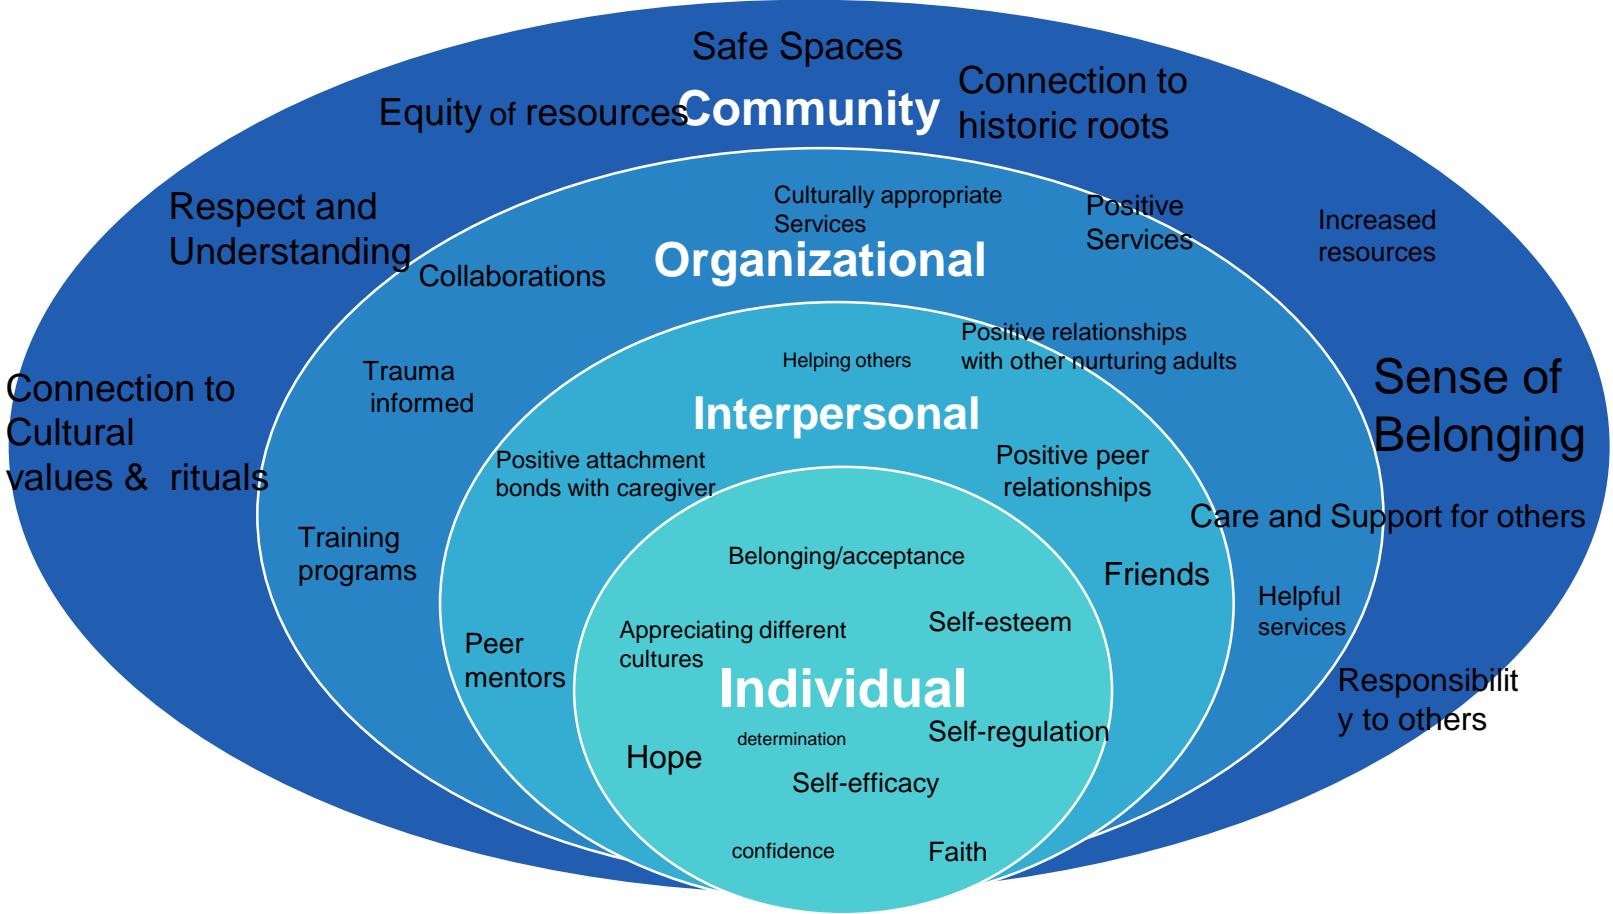 Safe Spaces
Equity of resources
Community
Connection to
historic roots
Respect and
Understanding
Culturally appropriate
Services
Positive
Services
Increased
resources
Collaborations
Organizational
Connection to
Cultural
values & rituals
Trauma
informed
Helping others
Positive relationships
with other nurturing adults
Sense of
Belonging
Interpersonal
Positive attachment
bonds with caregiver
Positive peer
relationships
Care and Support for others
Training
programs
Belonging/acceptance
Friends
Helpful
services
Peer
mentors
Appreciating different
cultures
Self-esteem
Individual
Responsibilit
y to others
Hope
determination
Self-regulation
Self-efficacy
confidence
Faith